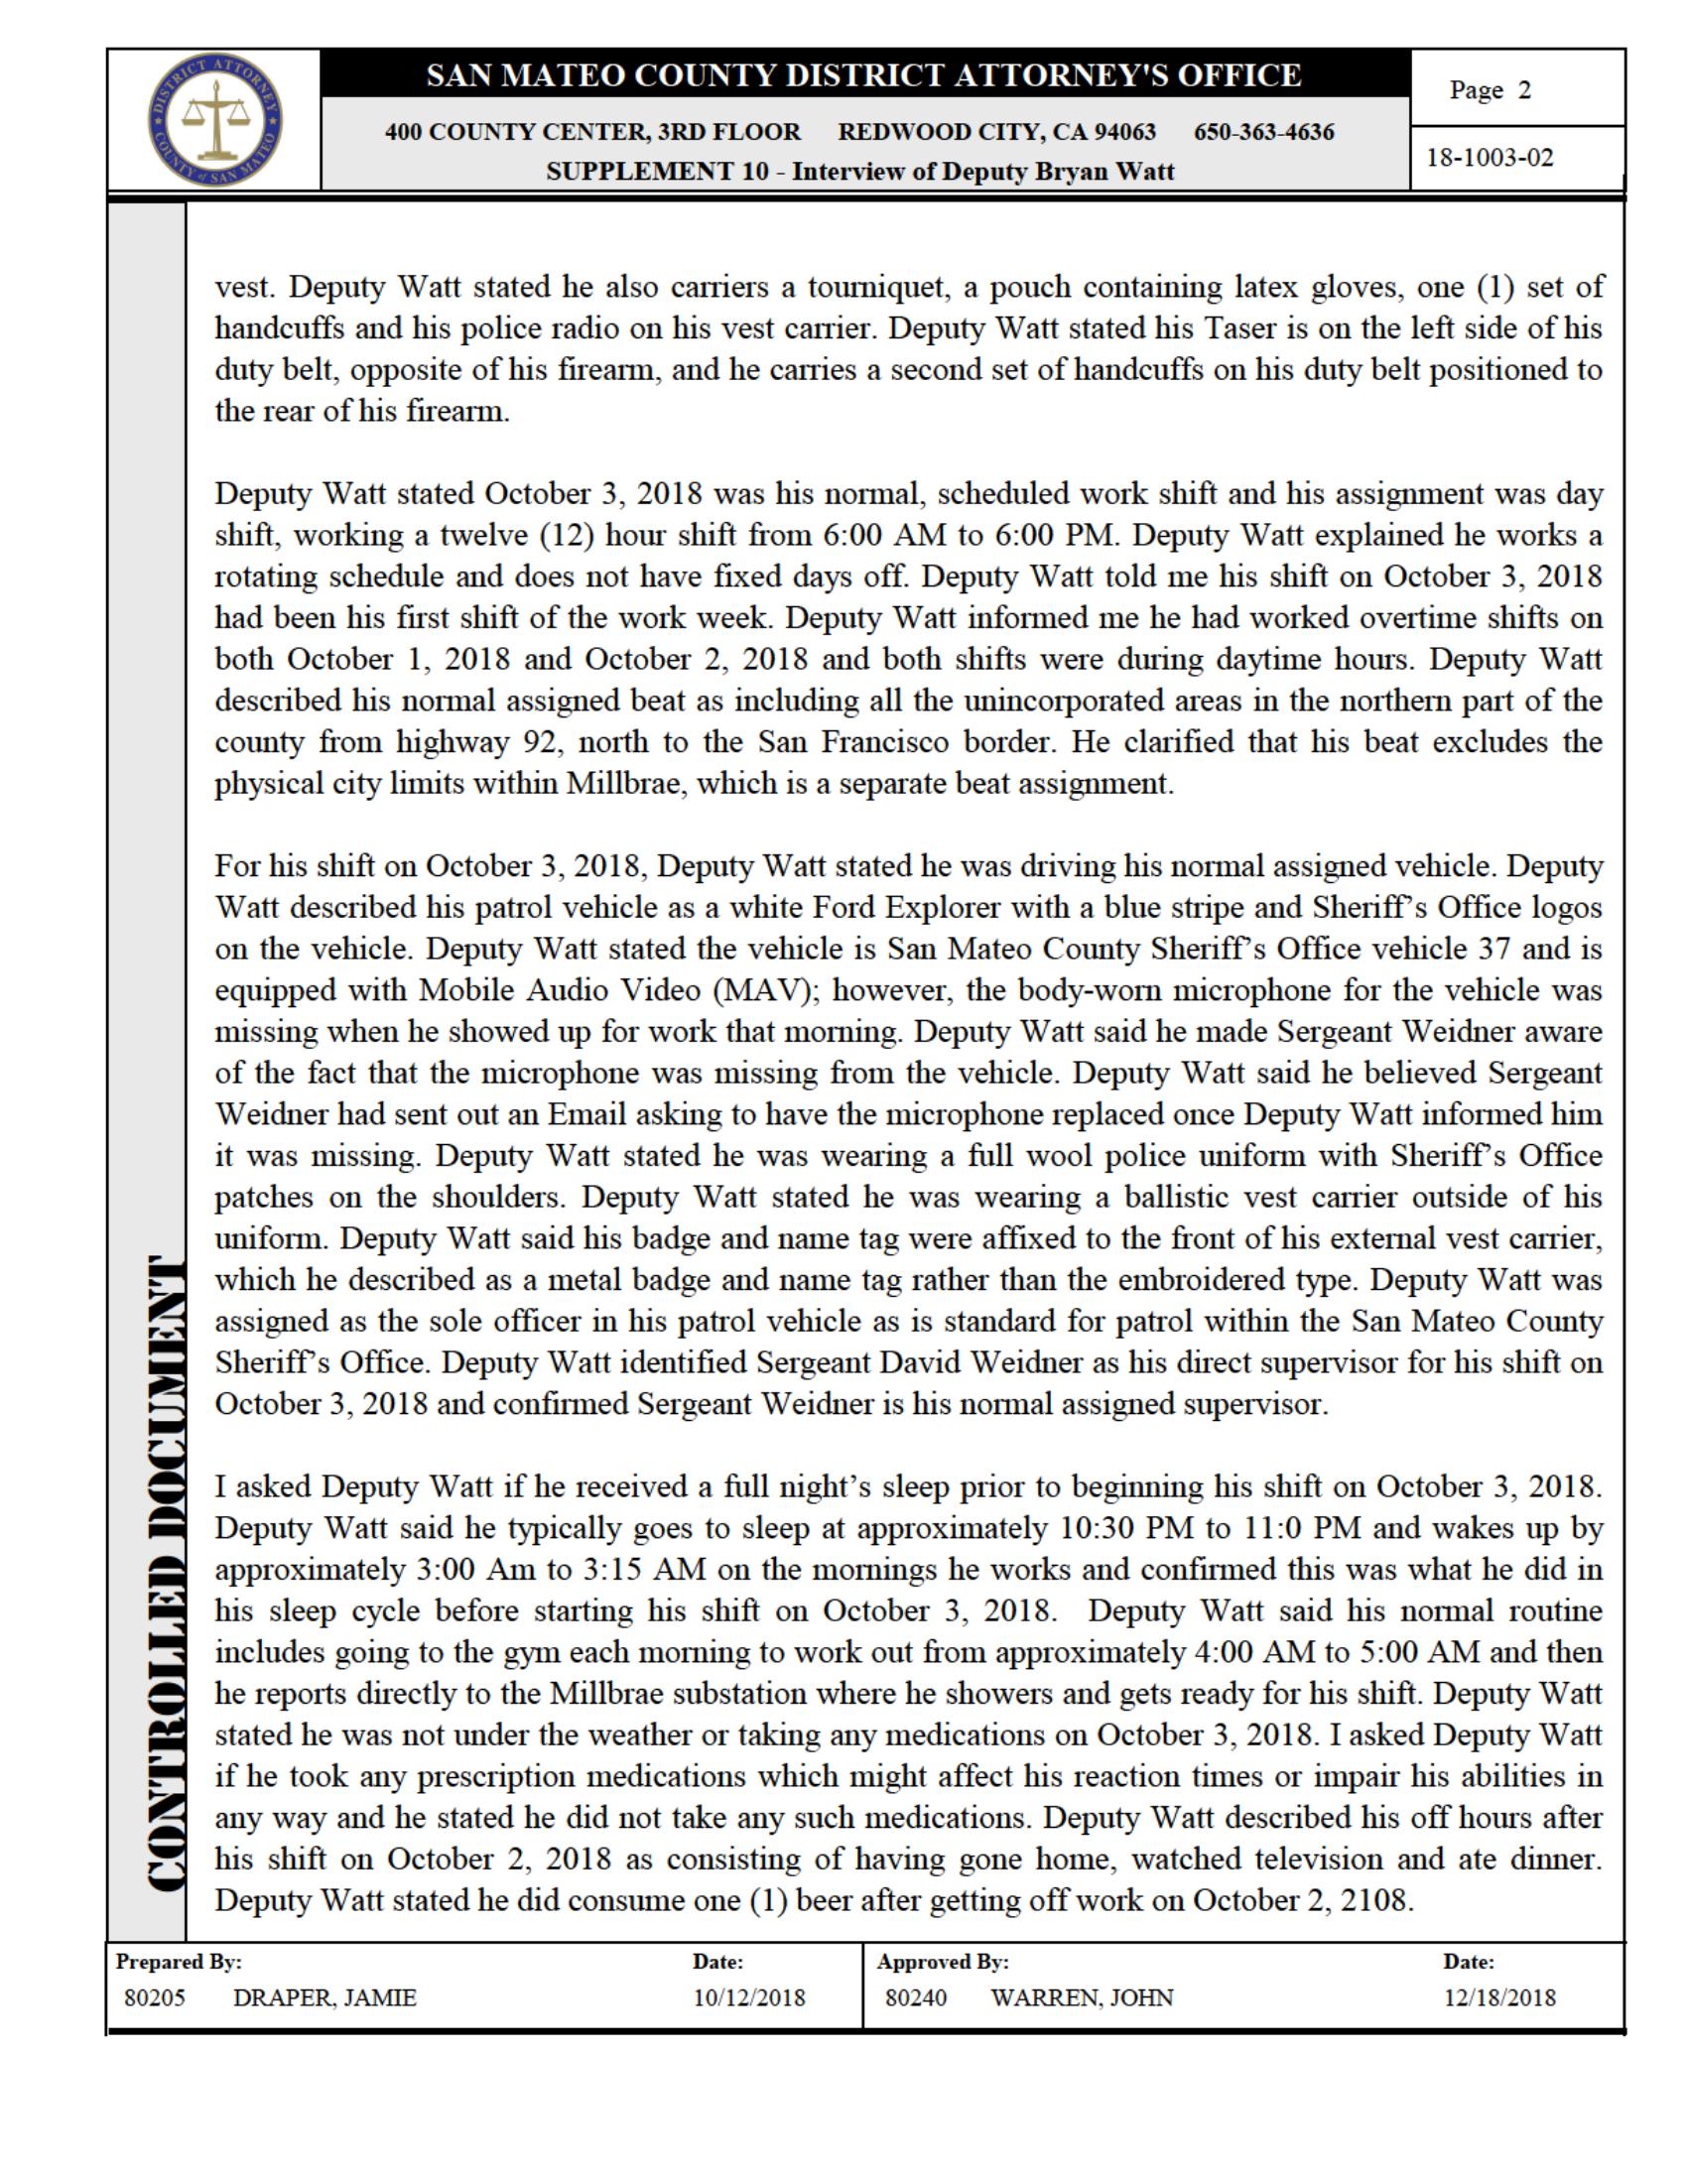 DISTRICT ATTORNEY
COUNTY of SAN MATEO
SAN MATEO COUNTY DISTRICT ATTORNEY'S OFFICE
400 COUNTY CENTER, 3RD FLOOR REDWOOD CITY, CA 94063 650-363-4636
SUPPLEMENT 10 - Interview of Deputy Bryan Watt
Page 2
18-1003-02
vest. Deputy Watt stated he also carriers a tourniquet, a pouch containing latex gloves, one (1) set of
handcuffs and his police radio on his vest carrier. Deputy Watt stated his Taser is on the left side of his
duty belt, opposite of his firearm, and he carries a second set of handcuffs on his duty belt positioned to
the rear of his firearm.
Deputy Watt stated October 3, 2018 was his normal, scheduled work shift and his assignment was day
shift, working a twelve (12) hour shift from 6:00 AM to 6:00 PM. Deputy Watt explained he works a
rotating schedule and does not have fixed days off. Deputy Watt told me his shift on October 3, 2018
had been his first shift of the work week. Deputy Watt informed me he had worked overtime shifts on
both October 1, 2018 and October 2, 2018 and both shifts were during daytime hours. Deputy Watt
described his normal assigned beat as including all the unincorporated areas in the northern part of the
county from highway 92, north to the San Francisco border. He clarified that his beat excludes the
physical city limits within Millbrae, which is a separate beat assignment.
For his shift on October 3, 2018, Deputy Watt stated he was driving his normal assigned vehicle. Deputy
Watt described his patrol vehicle as a white Ford Explorer with a blue stripe and Sheriff's Office logos
on the vehicle. Deputy Watt stated the vehicle is San Mateo County Sheriff's Office vehicle 37 and is
equipped with Mobile Audio Video (MAV); however, the body-worn microphone for the vehicle was
missing when he showed up for work that morning. Deputy Watt said he made Sergeant Weidner aware
of the fact that the microphone was missing from the vehicle. Deputy Watt said he believed Sergeant
Weidner had sent out an Email asking to have the microphone replaced once Deputy Watt informed him
it was missing. Deputy Watt stated he was wearing a full wool police uniform with Sheriff's Office
patches on the shoulders. Deputy Watt stated he was wearing a ballistic vest carrier outside of his
uniform. Deputy Watt said his badge and name tag were affixed to the front of his external vest carrier,
which he described as a metal badge and name tag rather than the embroidered type. Deputy Watt was
assigned as the sole officer in his patrol vehicle as is standard for patrol within the San Mateo County
Sheriff's Office. Deputy Watt identified Sergeant David Weidner as his direct supervisor for his shift on
October 3, 2018 and confirmed Sergeant Weidner is his normal assigned supervisor.
I asked Deputy Watt if he received a full night's sleep prior to beginning his shift on October 3, 2018.
Deputy Watt said he typically goes to sleep at approximately 10:30 PM to 11:0 PM and wakes up by
approximately 3:00 Am to 3:15 AM on the mornings he works and confirmed this was what he did in
his sleep cycle before starting his shift on October 3, 2018. Deputy Watt said his normal routine
includes going to the gym each morning to work out from approximately 4:00 AM to 5:00 AM and then
he reports directly to the Millbrae substation where he showers and gets ready for his shift. Deputy Watt
stated he was not under the weather or taking any medications on October 3, 2018. I asked Deputy Watt
if he took any prescription medications which might affect his reaction times or impair his abilities in
any way and he stated he did not take any such medications. Deputy Watt described his off hours after
his shift on October 2, 2018 as consisting of having gone home, watched television and ate dinner.
Deputy Watt stated he did consume one (1) beer after getting off work on October 2, 2108.
CONTROLLED DOCUMENT
Prepared By: Date: Approved By: Date:
80205 DRAPER, JAMIE 10/12/2018 80240 WARREN, JOHN 12/18/2018